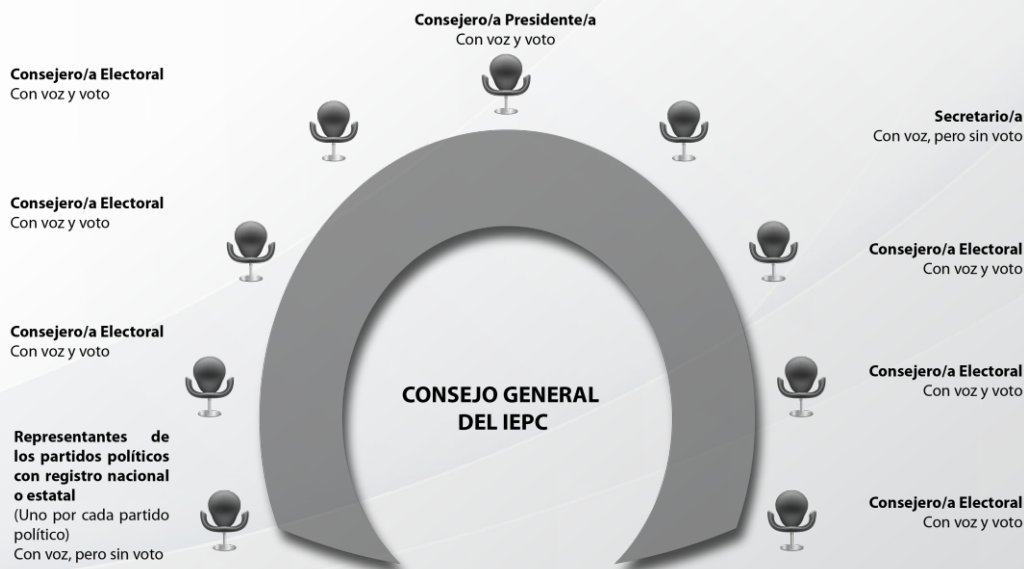 Consejero/a Presidente/a
Con voz y voto
Consejero/a Electoral
Con voz y voto
Secretario/a
Con voz, pero sin voto
Consejero/a Electoral
Con voz y voto
Consejero/a Electoral
Con voz y voto
Consejero/a Electoral
Con voz y voto
Consejero/a Electoral
Con voz y voto
CONSEJO GENERAL
DEL IEPC
Representantes de
los partidos políticos
con registro nacional
o estatal
(Uno por cada partido
político)
Con voz, pero sin voto
Consejero/a Electoral
Con voz y voto